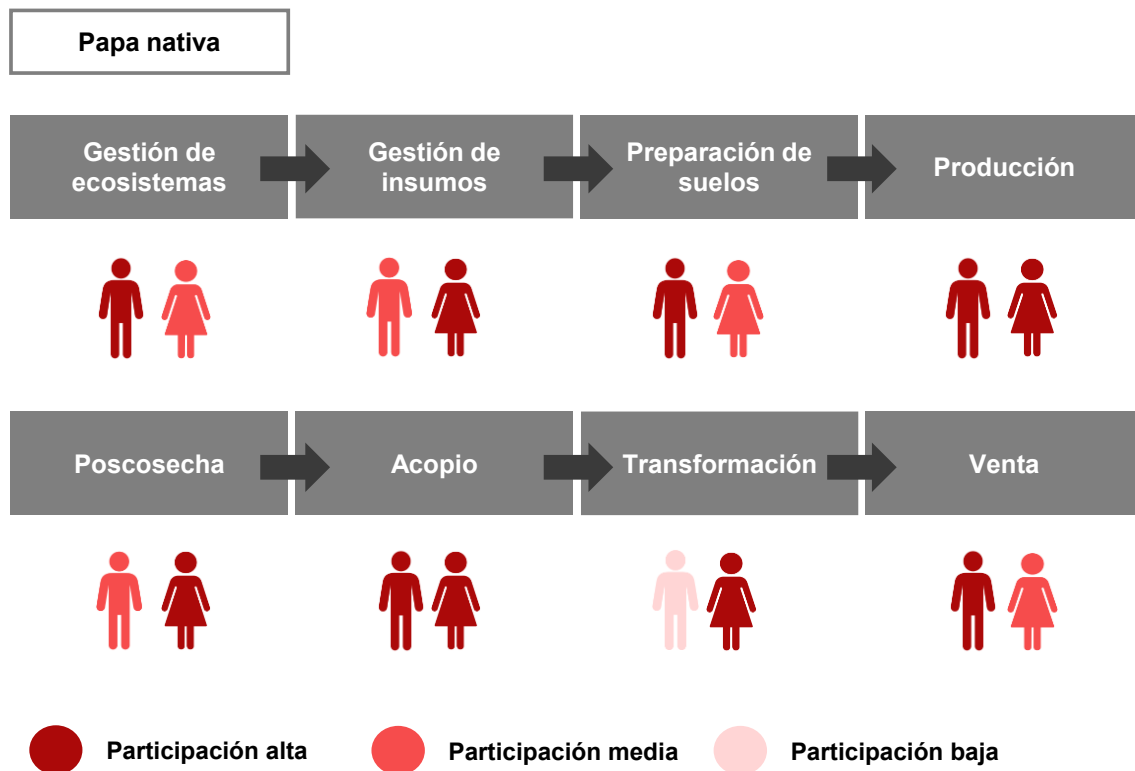 Papa nativa
Gestión de
ecosistemas
Gestión de
insumos
Preparación de
suelos
Producción
Poscosecha
Acopio
Transformación
Venta
Participación alta
Participación media
Participación baja